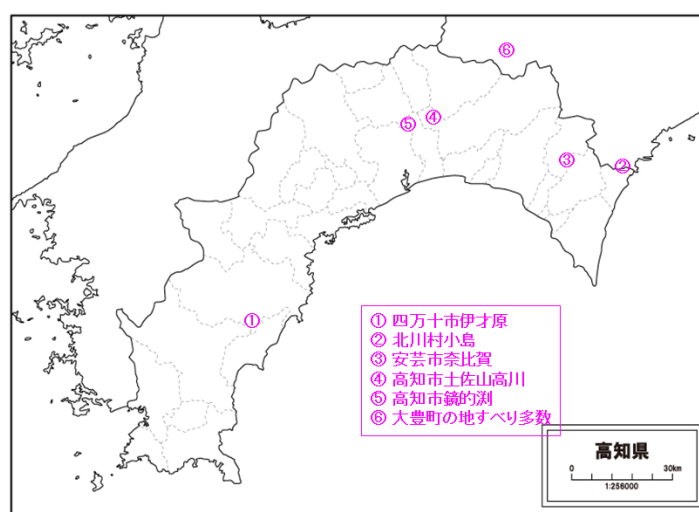 ⑥
④
⑤
③
②
①
① 四万十市伊才原
② 北川村小島
③ 安芸市奈比賀
④ 高知市土佐山高川
⑤ 高知市鏡的渕
⑥ 大豊町の地すべり多数
高知県
0 30km
1:256000